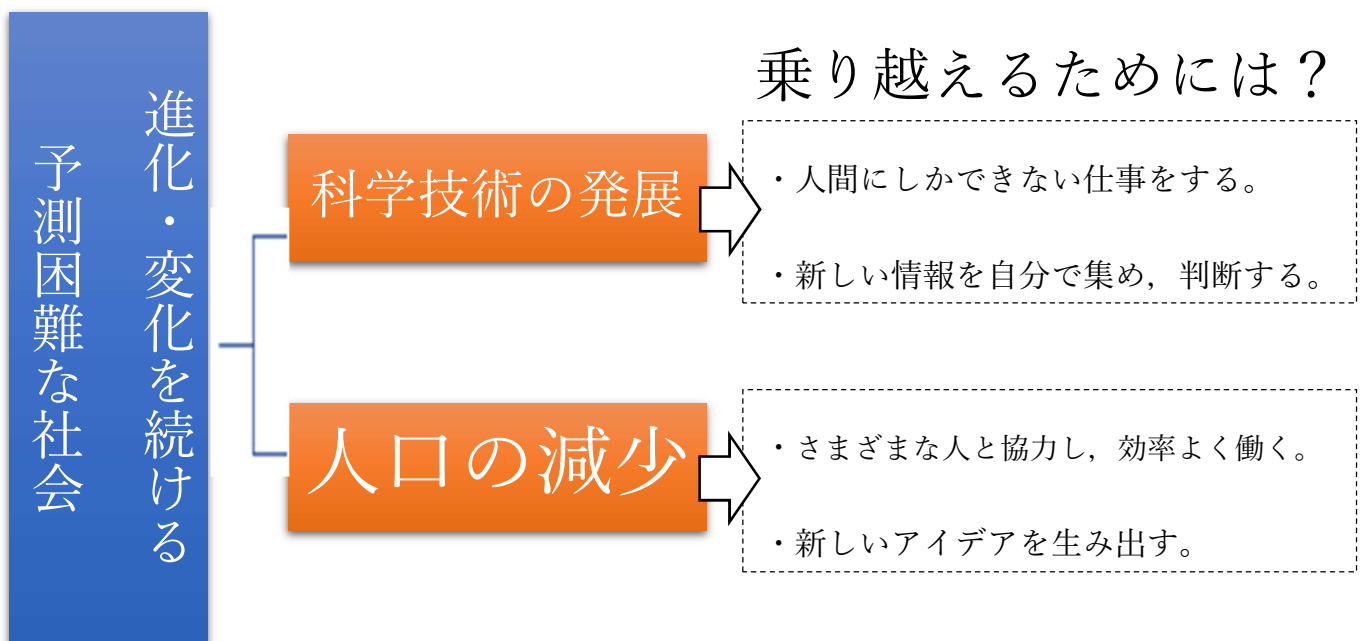 進化・変化を続ける
予測困難な社会
乗り越えるためには？
科学技術の発展
・人間にしかできない仕事をする。
・新しい情報を自分で集め，判断する。
人口の減少
・さまざまな人と協力し，効率よく働く。
・新しいアイデアを生み出す。